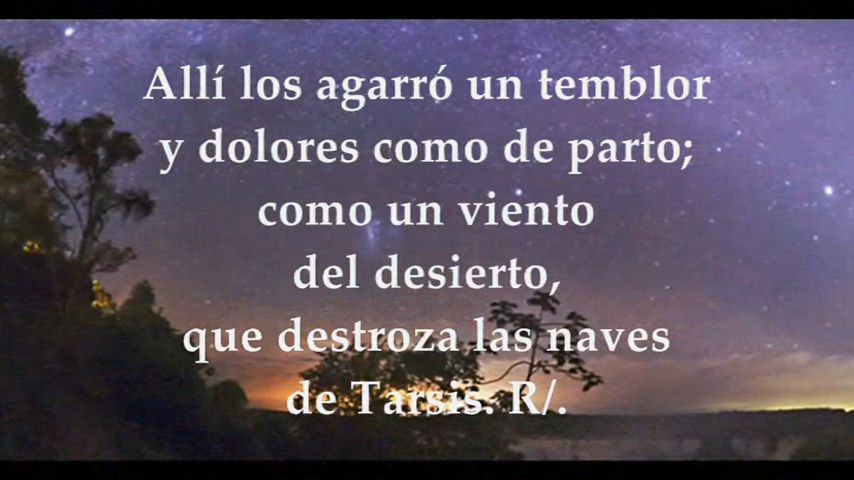 Allí los agarró un temblor
y dolores como de parto;
como un viento
del desierto,
que destroza las naves
de Tarsis. R/.